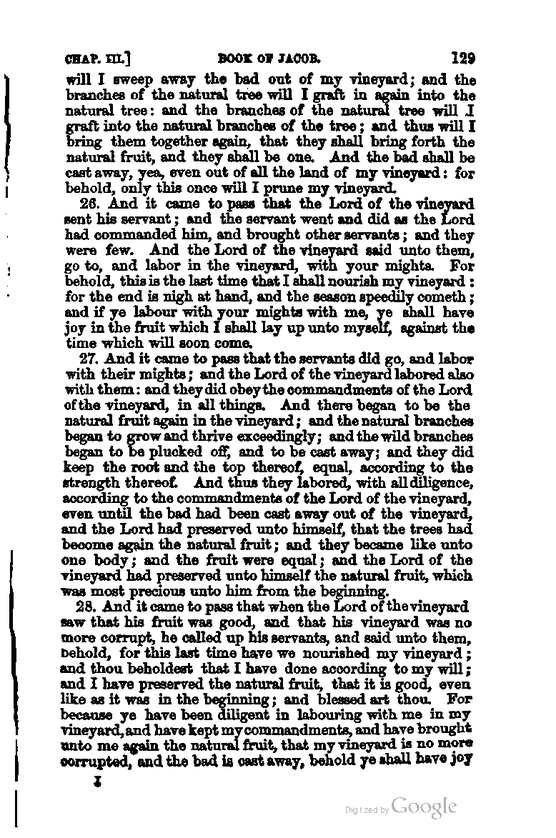 CHAP. III.] BOOK OF JACOB. 129
will I sweep away the bad out of my vineyard; and the
branches of the natural tree will I graft in again into the
natural tree: and the branches of the natural tree will I
graft into the natural branches of the tree; and thus will I
bring them together again, that they shall bring forth the
natural fruit, and they shall be one. And the bad shall be
cast away, yea, even out of all the land of my vineyard: for
behold, only this once will I prune my vineyard.
26. And it came to pass that the Lord of the vineyard
sent his servant; and the servant went and did as the Lord
had commanded him, and brought other servants; and they
were few. And the Lord of the vineyard said unto them,
go to, and labor in the vineyard, with your mights. For
behold, this is the last time that I shall nourish my vineyard:
for the end is nigh at hand, and the season speedily cometh;
and if ye labour with your mights with me, ye shall have
joy in the fruit which I shall lay up unto myself, against the
time which will soon come.
27. And it came to pass that the servants did go, and labor
with their mights; and the Lord of the vineyard labored also
with them: and they did obey the commandments of the Lord
of the vineyard, in all things. And there began to be the
natural fruit again in the vineyard; and the natural branches
began to grow and thrive exceedingly; and the wild branches
began to be plucked off, and to be cast away; and they did
keep the root and the top thereof, equal, according to the
strength thereof. And thus they labored, with all diligence,
according to the commandments of the Lord of the vineyard,
even until the bad had been cast away out of the vineyard,
and the Lord had preserved unto himself, that the trees had
become again the natural fruit; and they became like unto
one body; and the fruit were equal; and the Lord of the
vineyard had preserved unto himself the natural fruit, which
was most precious unto him from the beginning.
28. And it came to pass that when the Lord of the vineyard
saw that his fruit was good, and that his vineyard was no
more corrupt, he called up his servants, and said unto them,
behold, for this last time have we nourished my vineyard;
and thou beholdest that I have done according to my will;
and I have preserved the natural fruit, that it is good, even
like as it was in the beginning; and blessed art thou. For
because ye have been diligent in labouring with me in my
vineyard, and have kept my commandments, and have brought
unto me again the natural fruit, that my vineyard is no more
corrupted, and the bad is cast away, behold ye shall have joy
I
Digitized by Google